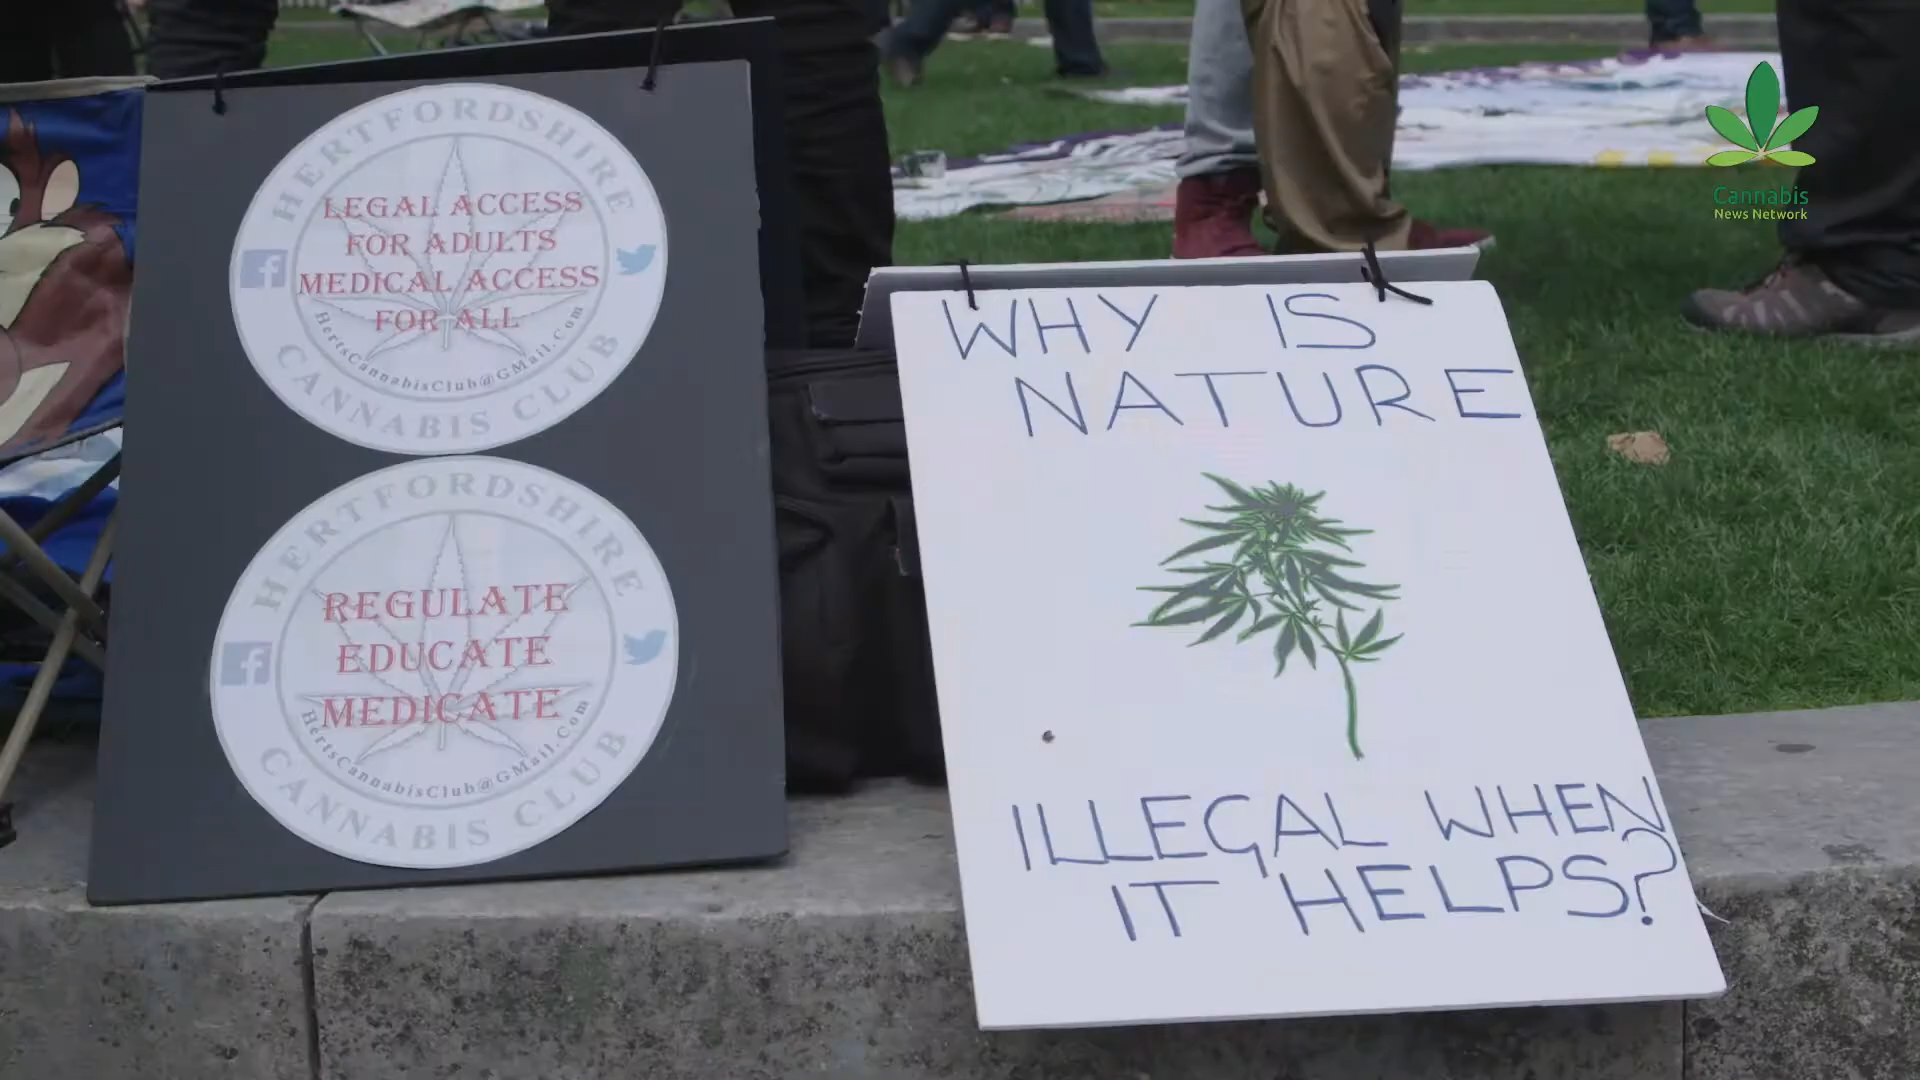 HERTFORDSHIRE
LEGAL ACCESS
FOR ADULTS
MEDICAL ACCESS
FOR ALL
HertsCannabisClub@GMail.Com
CANNABIS CLUB
HERTFORDSHIRE
REGULATE
EDUCATE
MEDICATE
HertsCannabisClub@GMail.Com
CANNABIS CLUB
WHY IS
NATURE
ILLEGAL WHEN
IT HELPS?
Cannabis
News Network